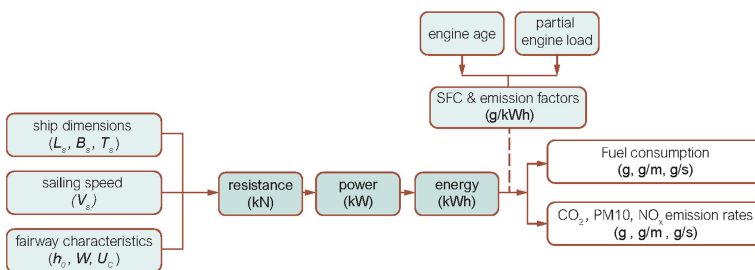 engine age
partial
engine load
SFC & emission factors
(g/kWh)
ship dimensions
(Lₛ, Bₛ, Tₛ)
sailing speed
(Vₛ)
fairway characteristics
(h₀, W, U_C)
resistance
(kN)
power
(kW)
energy
(kWh)
Fuel consumption
(g, g/m, g/s)
CO₂, PM10, NOₓ emission rates
(g , g/m , g/s)